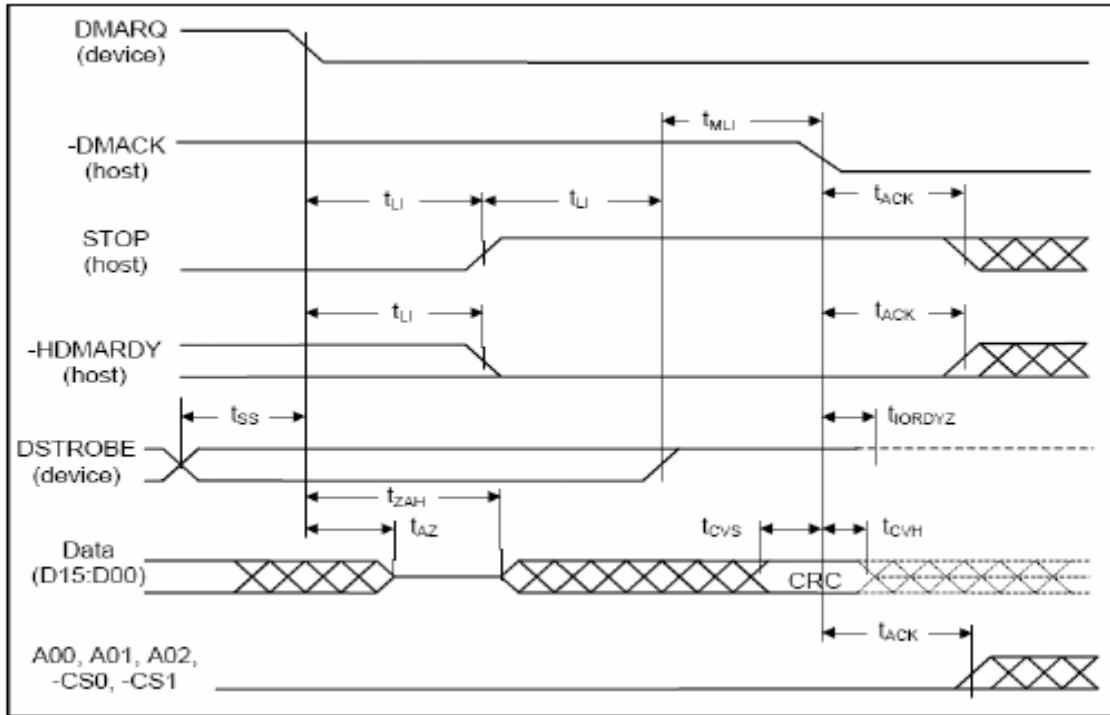 DMARQ
(device)
tMLI
-DMACK
(host)
tLI
tLI
tACK
STOP
(host)
tLI
tACK
-HDMARDY
(host)
tSS
tIORDYZ
DSTROBE
(device)
tZAH
tAZ
tCVS
tCVH
Data
(D15:D00)
CRC
tACK
A00, A01, A02,
-CS0, -CS1